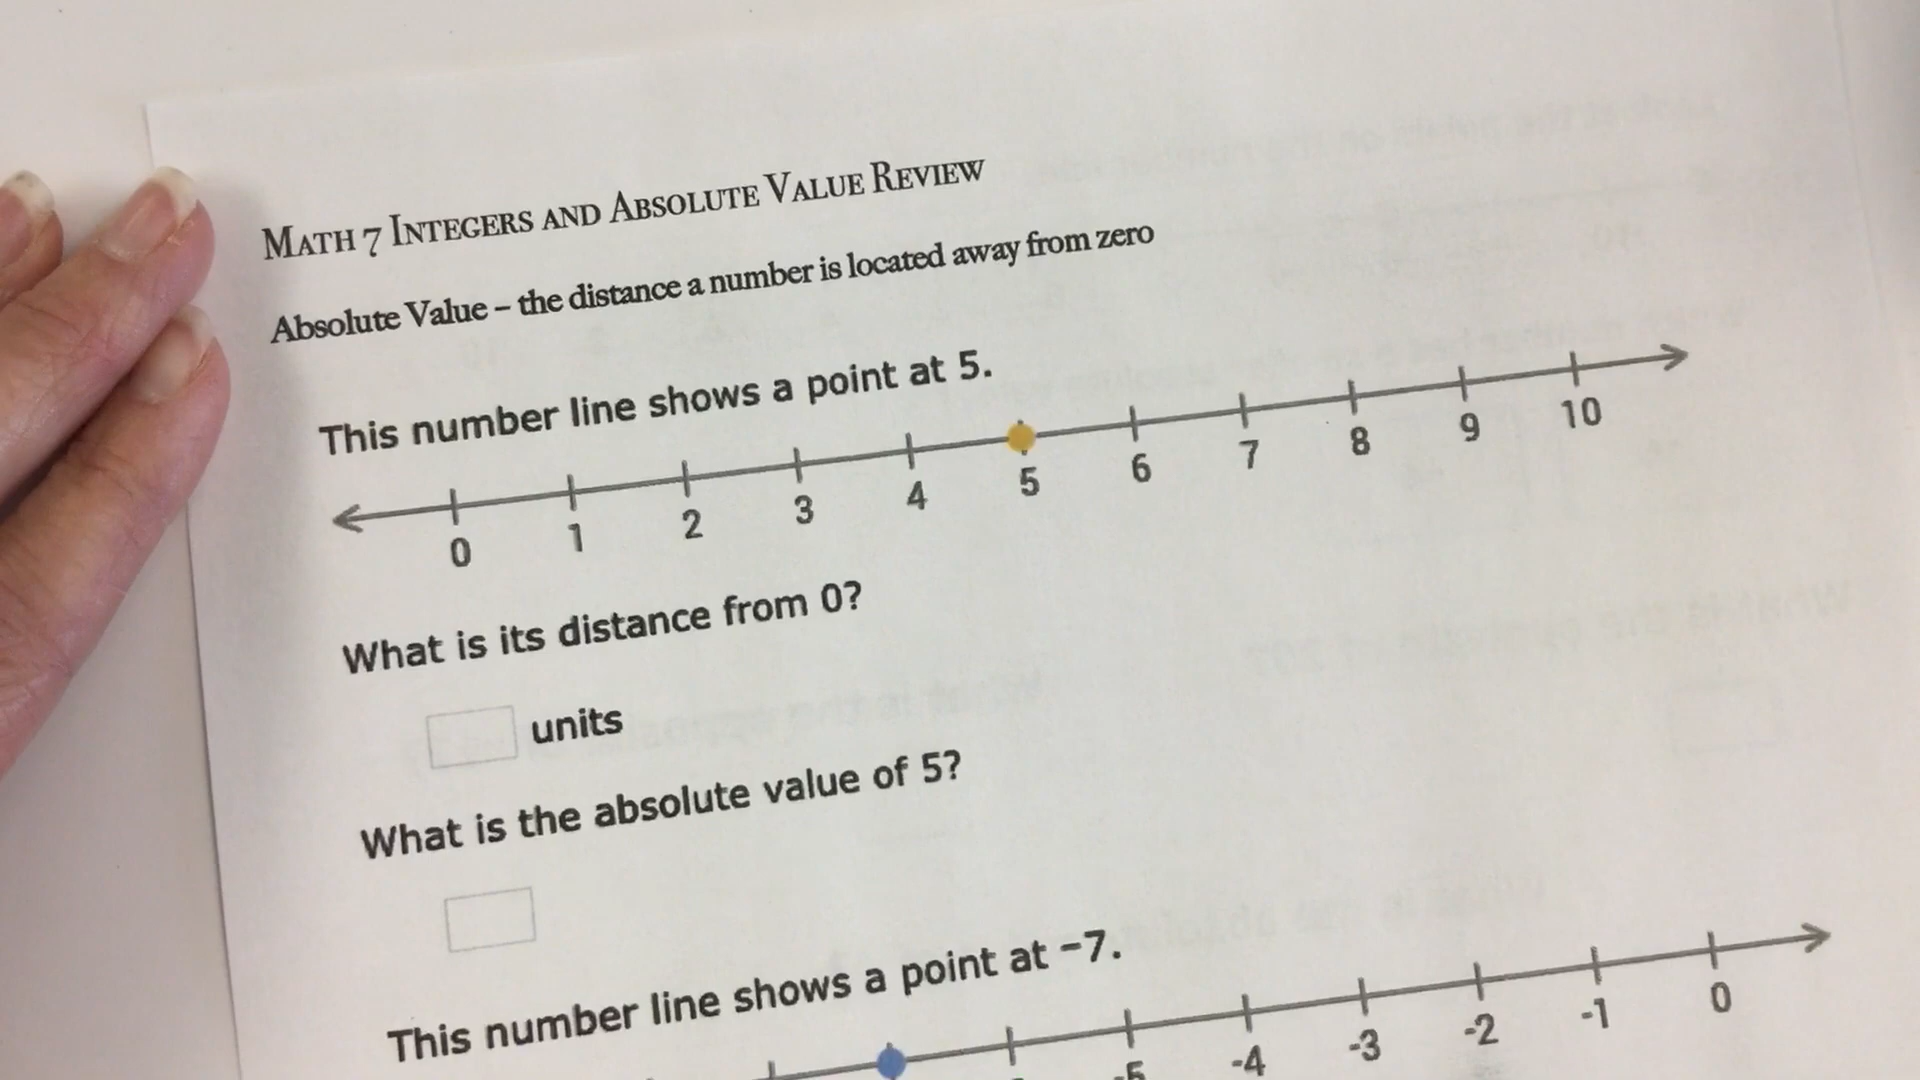 MATH 7 INTEGERS AND ABSOLUTE VALUE REVIEW
Absolute Value – the distance a number is located away from zero
This number line shows a point at 5.
0 1 2 3 4 5 6 7 8 9 10
What is its distance from 0?
units
What is the absolute value of 5?
This number line shows a point at -7.
-5 -4 -3 -2 -1 0